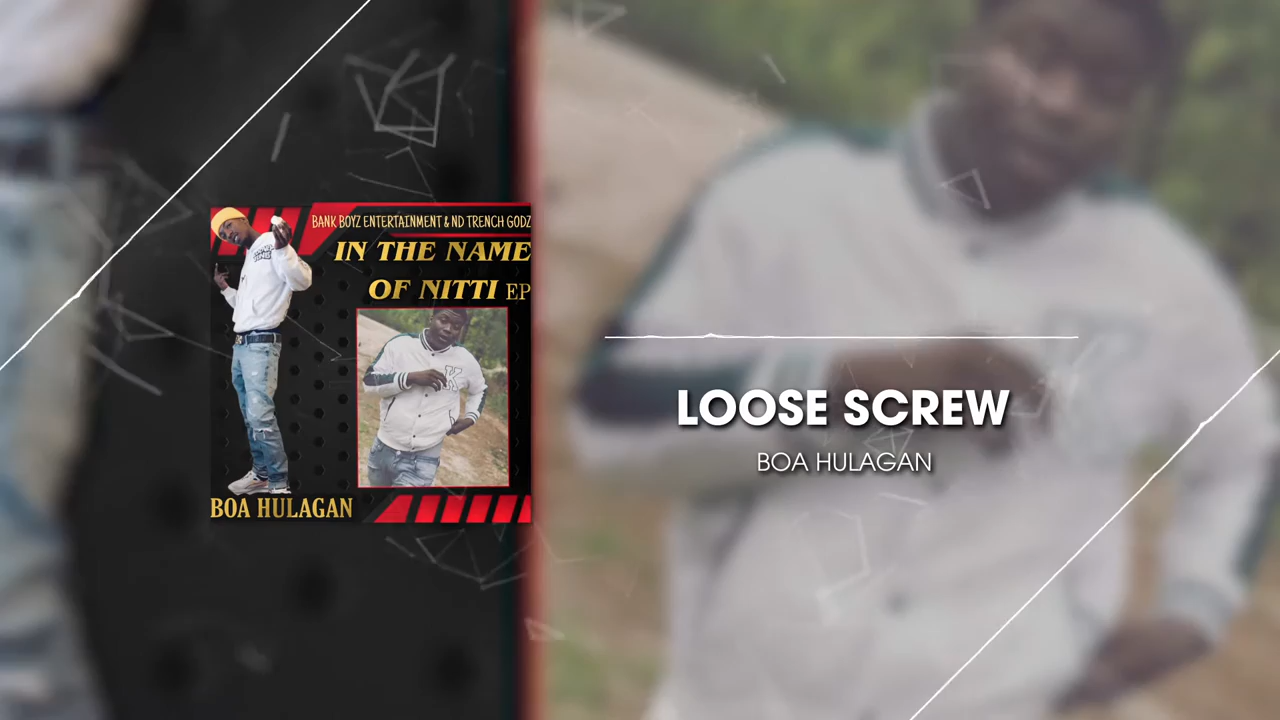 BANK BOYZ ENTERTAINMENT & ND TRENCH GODZ
IN THE NAME
OF NITTI EP
K
BOA HULAGAN
LOOSE SCREW
BOA HULAGAN